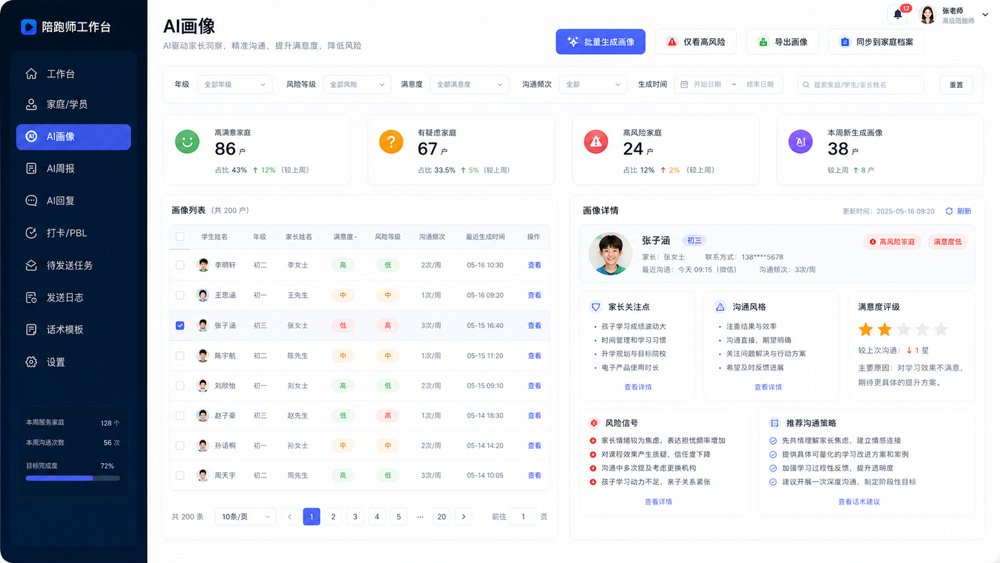 陪跑师工作台
工作台
家庭/学员
AI画像
AI周报
AI回复
打卡/PBL
待发送任务
发送日志
话术模板
设置
本周服务家庭 128 个
本周沟通次数 56 次
目标完成度 72%
AI画像
AI驱动家长洞察,精准沟通,提升满意度,降低风险
12
张老师
高级陪跑师
批量生成画像
仅看高风险
导出画像
同步到家庭档案
年级 全部年级 风险等级 全部风险 满意度 全部满意度 沟通频次 全部 生成时间 开始日期 ~ 结束日期 搜索家庭/学生/家长姓名 重置
高满意家庭
86 户
占比 43% ↑ 12% (较上周)
有疑虑家庭
67 户
占比 33.5% ↑ 5% (较上周)
高风险家庭
24 户
占比 12% ↑ 2% (较上周)
本周新生成画像
38 户
较上周 ↑ 8 户
画像列表 (共 200 户)
学生姓名 年级 家长姓名 满意度 风险等级 沟通频次 最近生成时间 操作
李明轩 初二 李女士 高 低 2次/周 05-16 10:30 查看
王思涵 初一 王先生 中 中 1次/周 05-16 09:20 查看
张子涵 初三 张女士 低 高 3次/周 05-15 16:40 查看
陈宇航 初二 陈先生 中 中 1次/周 05-15 11:20 查看
刘欣怡 初一 刘女士 高 低 2次/周 05-15 09:10 查看
赵子豪 初三 赵先生 低 高 1次/周 05-14 18:30 查看
孙语桐 初一 孙女士 中 中 2次/周 05-14 14:20 查看
周天宇 初二 周先生 高 低 3次/周 05-14 10:05 查看
共 200 条 10条/页 1 2 3 4 5 ··· 20 前往 1 页
画像详情
更新时间:2025-05-16 09:20 刷新
张子涵 初三
高风险家庭 满意度低
家长:张女士 联系方式:138****5678
最近沟通:今天 09:15(微信) 沟通频次:3次/周
家长关注点
• 孩子学习成绩波动大
• 时间管理和学习习惯
• 升学规划与目标院校
• 电子产品使用时长
查看详情
沟通风格
• 注重结果与效率
• 沟通直接,期望明确
• 关注问题解决与行动方案
• 希望及时反馈进展
查看详情
满意度评级
较上次沟通:↓ 1 星
主要原因:对学习效果不满意,
期待更具体的提升方案。
风险信号
家长情绪较为焦虑,表达担忧频率增加
对课程效果产生质疑,信任度下降
沟通中多次提及考虑更换机构
孩子学习动力不足,亲子关系紧张
查看详情
推荐沟通策略
先共情理解家长焦虑,建立情感连接
提供具体可量化的学习改进方案和案例
加强学习过程性反馈,提升透明度
建议开展一次深度沟通,制定阶段性目标
查看话术建议